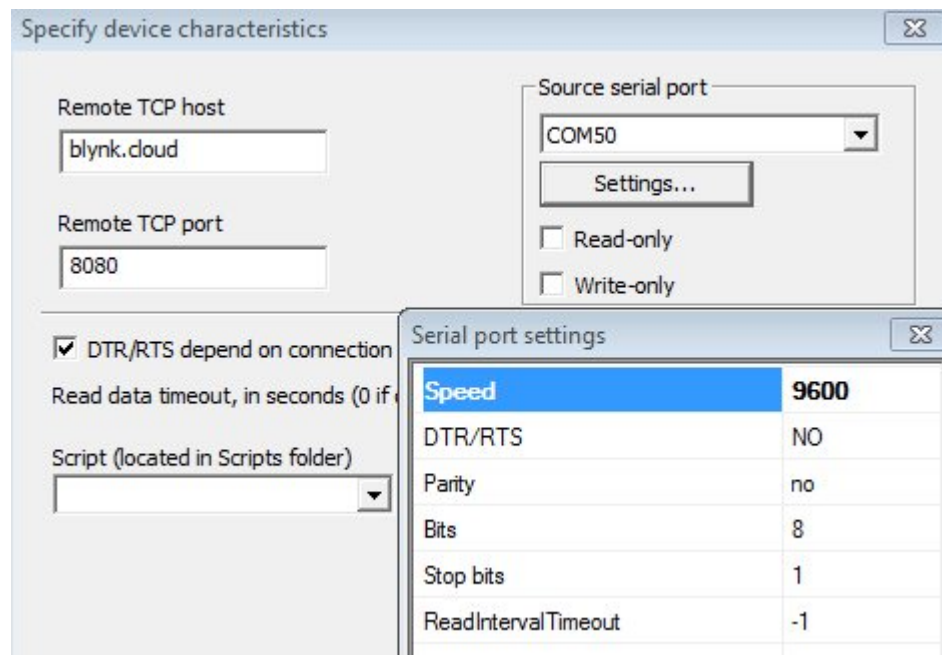 Specify device characteristics
Remote TCP host
blynk.cloud
Remote TCP port
8080
Source serial port
COM50
Settings...
Read-only
Write-only
DTR/RTS depend on connection
Read data timeout, in seconds (0 if
Script (located in Scripts folder)
Serial port settings
Speed 9600
DTR/RTS NO
Parity no
Bits 8
Stop bits 1
ReadIntervalTimeout -1